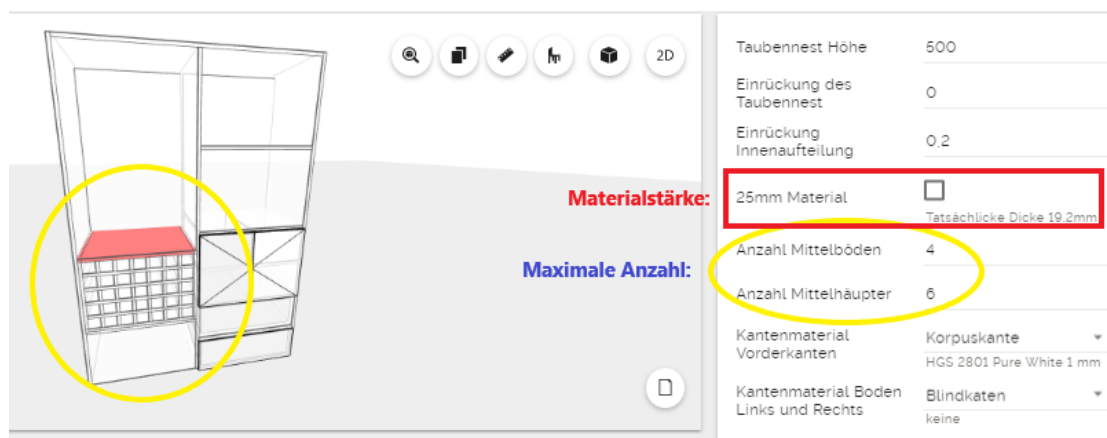 2D
Taubennest Höhe 500
Einrückung des
Taubennest 0
Einrückung
Innenaufteilung 0,2
Materialstärke: 25mm Material
Tatsächlicke Dicke 19.2mm
Maximale Anzahl:
Anzahl Mittelböden 4
Anzahl Mittelhäupter 6
Kantenmaterial
Vorderkanten Korpuskante
HGS 2801 Pure White 1 mm
Kantenmaterial Boden
Links und Rechts Blindkaten
keine